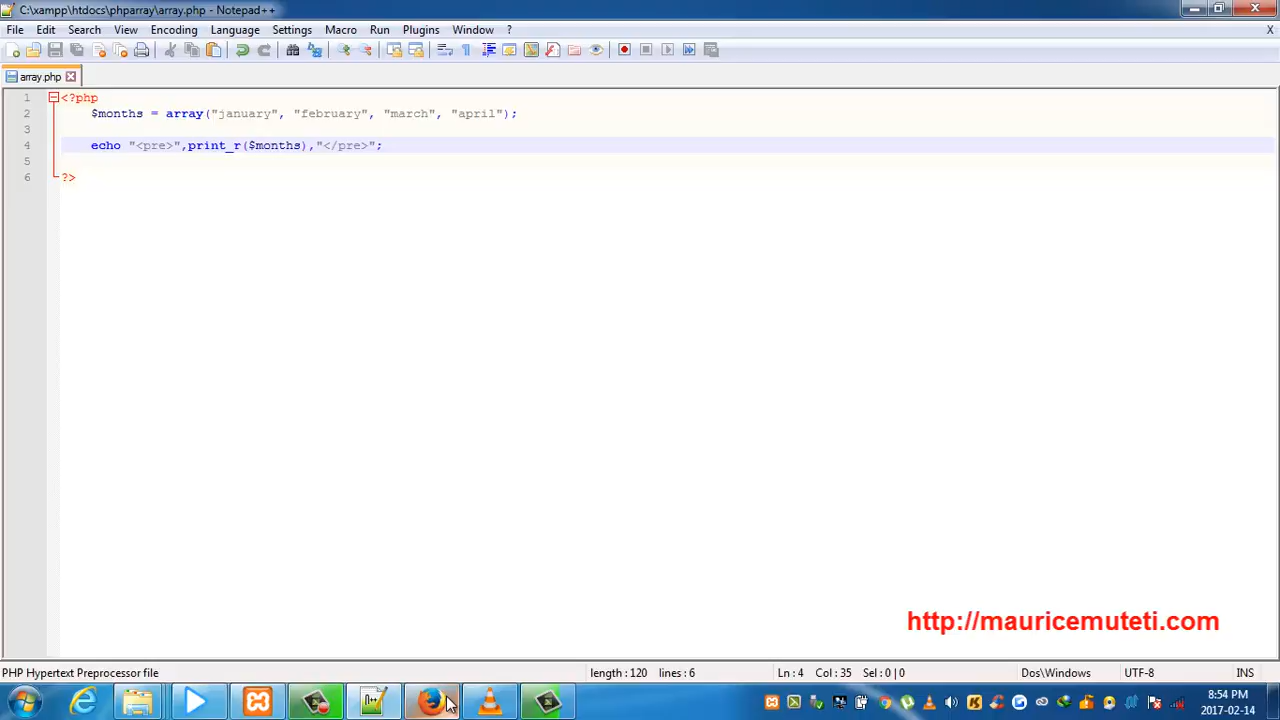 C:\xampp\htdocs\phparray\array.php - Notepad++
File Edit Search View Encoding Language Settings Macro Run Plugins Window ? X
array.php
1 <?php
2 $months = array("january", "february", "march", "april");
3
4 echo "<pre>",print_r($months),"</pre>";
5
6 ?>
http://mauricemuteti.com
PHP Hypertext Preprocessor file length : 120 lines : 6 Ln : 4 Col : 35 Sel : 0 | 0 Dos\Windows UTF-8 INS
8:54 PM
2017-02-14